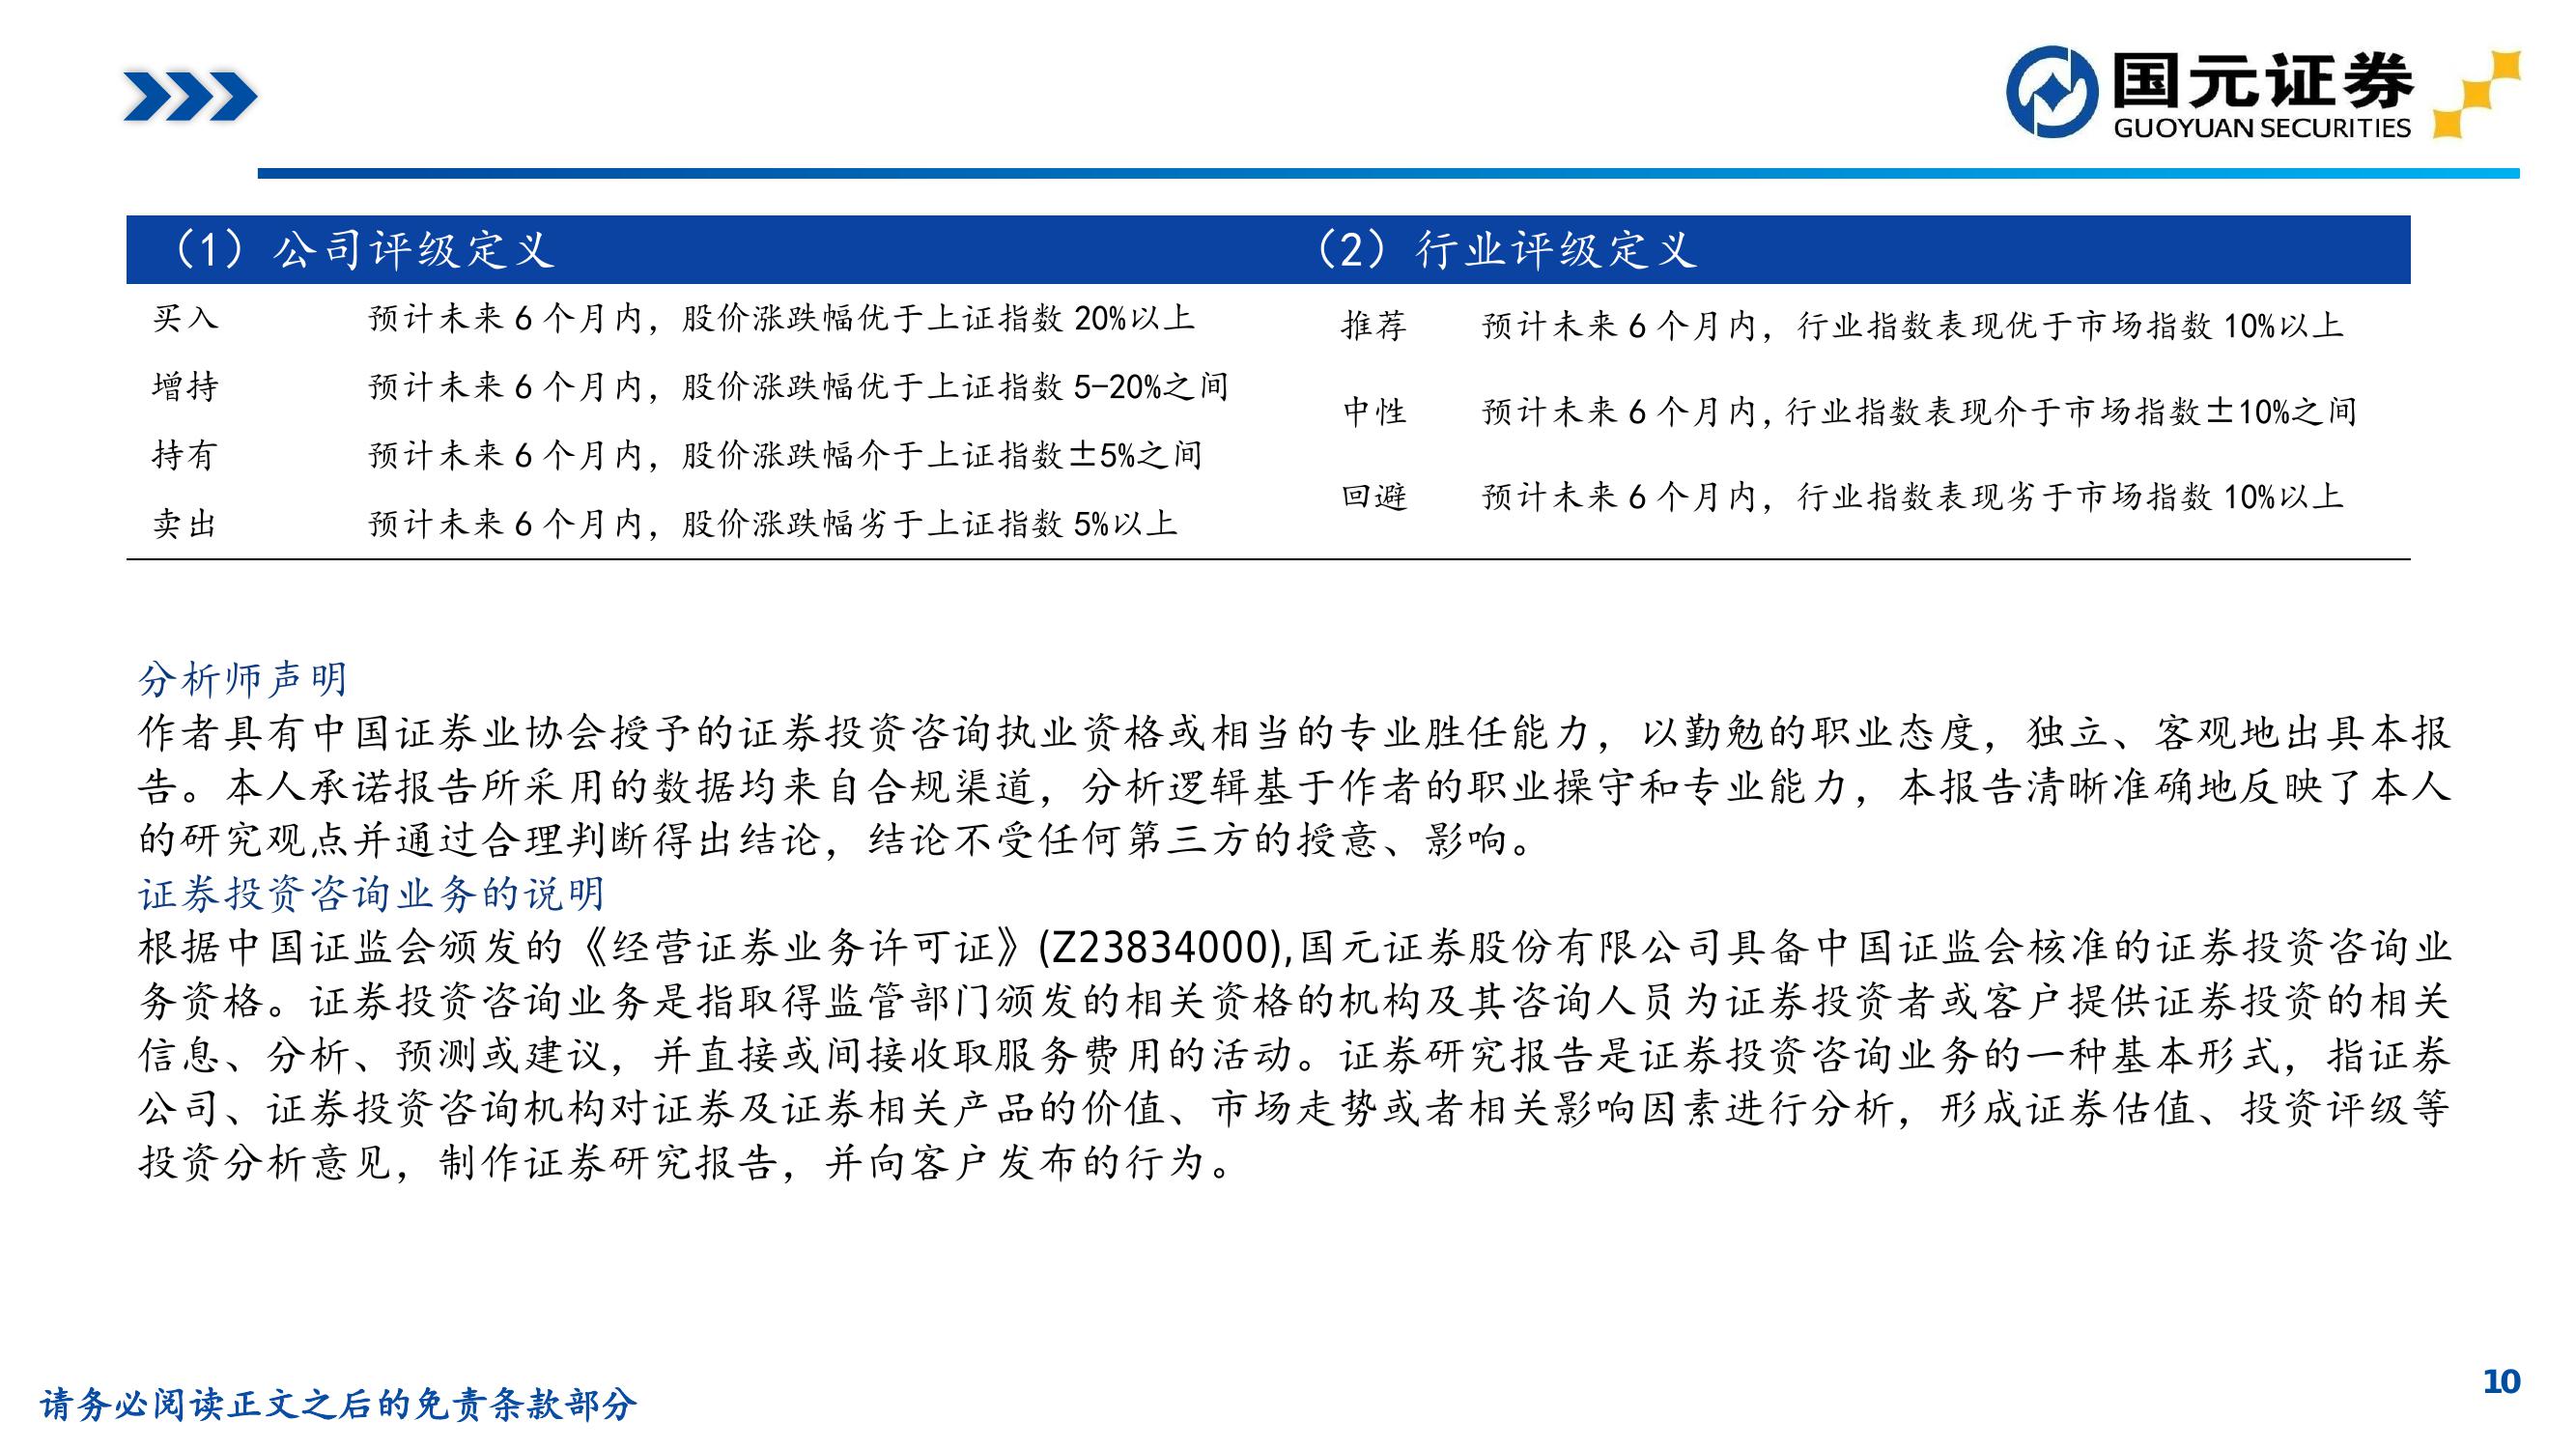 国元证券
GUOYUAN SECURITIES
（1）公司评级定义
买入 预计未来 6 个月内，股价涨跌幅优于上证指数 20%以上
增持 预计未来 6 个月内，股价涨跌幅优于上证指数 5-20%之间
持有 预计未来 6 个月内，股价涨跌幅介于上证指数±5%之间
卖出 预计未来 6 个月内，股价涨跌幅劣于上证指数 5%以上
（2）行业评级定义
推荐 预计未来 6 个月内，行业指数表现优于市场指数 10%以上
中性 预计未来 6 个月内,行业指数表现介于市场指数±10%之间
回避 预计未来 6 个月内，行业指数表现劣于市场指数 10%以上
分析师声明
作者具有中国证券业协会授予的证券投资咨询执业资格或相当的专业胜任能力，以勤勉的职业态度，独立、客观地出具本报
告。本人承诺报告所采用的数据均来自合规渠道，分析逻辑基于作者的职业操守和专业能力，本报告清晰准确地反映了本人
的研究观点并通过合理判断得出结论，结论不受任何第三方的授意、影响。
证券投资咨询业务的说明
根据中国证监会颁发的《经营证券业务许可证》(Z23834000),国元证券股份有限公司具备中国证监会核准的证券投资咨询业
务资格。证券投资咨询业务是指取得监管部门颁发的相关资格的机构及其咨询人员为证券投资者或客户提供证券投资的相关
信息、分析、预测或建议，并直接或间接收取服务费用的活动。证券研究报告是证券投资咨询业务的一种基本形式，指证券
公司、证券投资咨询机构对证券及证券相关产品的价值、市场走势或者相关影响因素进行分析，形成证券估值、投资评级等
投资分析意见，制作证券研究报告，并向客户发布的行为。
请务必阅读正文之后的免责条款部分
10